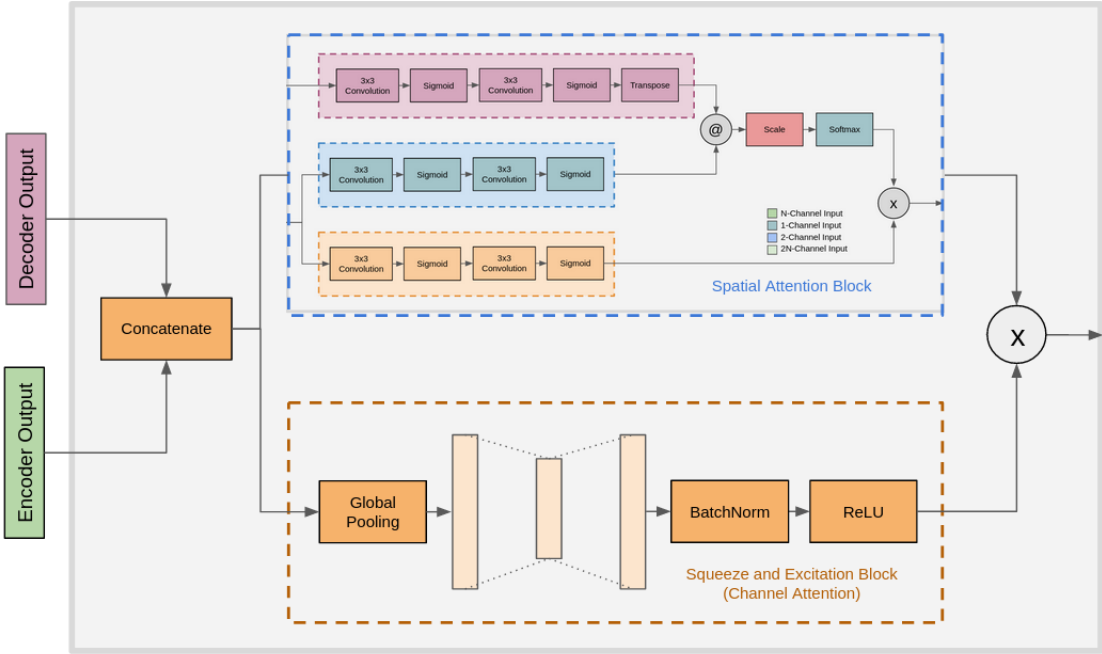 Decoder Output
Encoder Output
Concatenate
3x3
Convolution
Sigmoid
3x3
Convolution
Sigmoid
Transpose
@
Scale
Softmax
3x3
Convolution
Sigmoid
3x3
Convolution
Sigmoid
x
N-Channel Input
1-Channel Input
2-Channel Input
2N-Channel Input
3x3
Convolution
Sigmoid
3x3
Convolution
Sigmoid
Spatial Attention Block
X
Global
Pooling
BatchNorm
ReLU
Squeeze and Excitation Block
(Channel Attention)